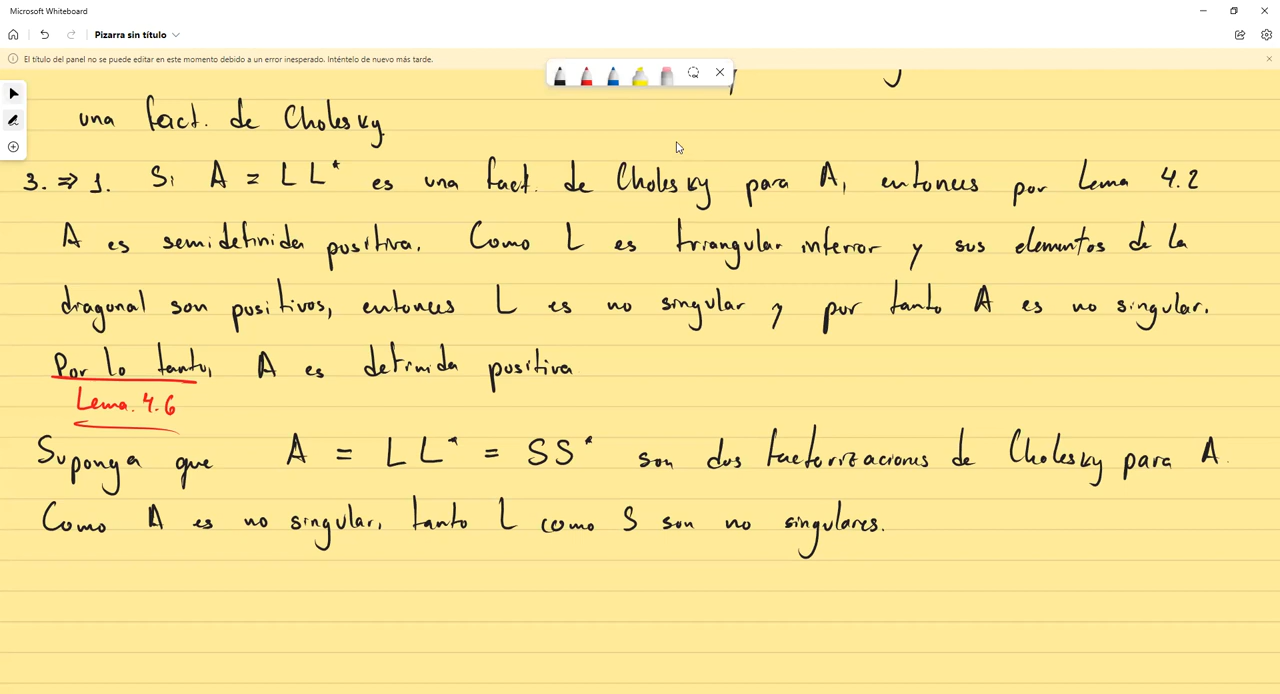 Microsoft Whiteboard
Pizarra sin título
El título del panel no se puede editar en este momento debido a un error inesperado. Inténtelo de nuevo más tarde.
una fact. de Cholesky
3. ⇒ 1. Si A = L L* es una fact. de Cholesky para A, entonces por Lema 4.2
A es semidefinida positiva. Como L es triangular inferior y sus elementos de la
diagonal son positivos, entonces L es no singular y por tanto A es no singular.
Por lo tanto, A es definida positiva
Lema. 4.6
Suponga que A = L L* = S S* son dos factorizaciones de Cholesky para A.
Como A es no singular, tanto L como S son no singulares.